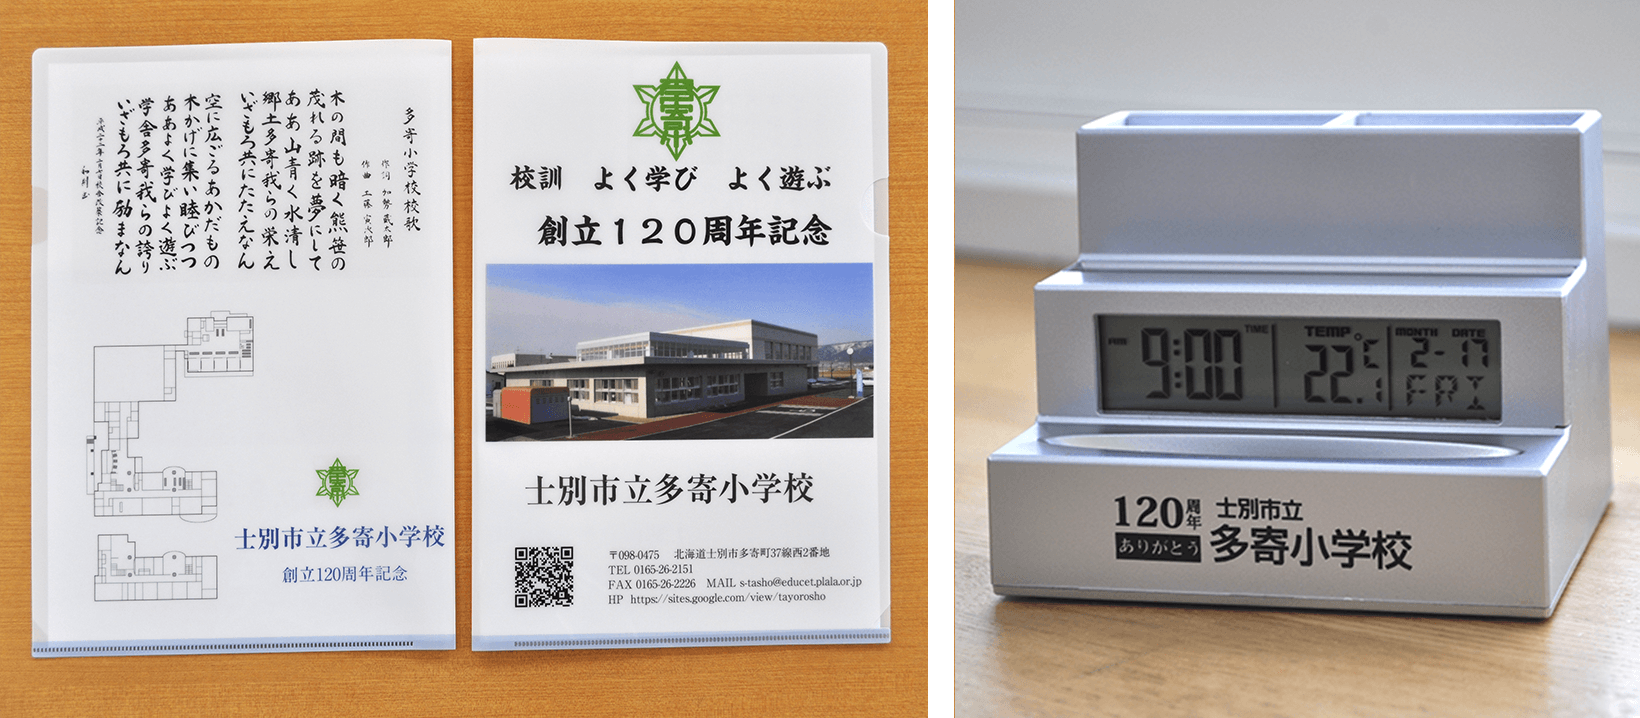 多寄小学校校歌
作詞 加勢蔵太郎
作曲 工藤寅次郎
木の間も暗く熊笹の
茂れる跡を夢にして
ああ山青く水清し
郷土多寄我らの栄え
いざもろ共にたたえなん
空に広ごるあかだもの
木かげに集い睦びつつ
ああよく学びよく遊ぶ
学舎多寄我らの誇り
いざもろ共に励まなん
士別市立多寄小学校
創立120周年記念
多寄
校訓 よく学び よく遊ぶ
創立120周年記念
士別市立多寄小学校
〒098-0475 北海道士別市多寄町37線西2番地
TEL 0165-26-2151
FAX 0165-26-2226 MAIL s-tasho@educet.plala.or.jp
HP https://sites.google.com/view/tayorosho
AM 9:00 TIME
TEMP 22.1℃
MONTH DATE
2-17
FRI
120周年 士別市立
ありがとう 多寄小学校